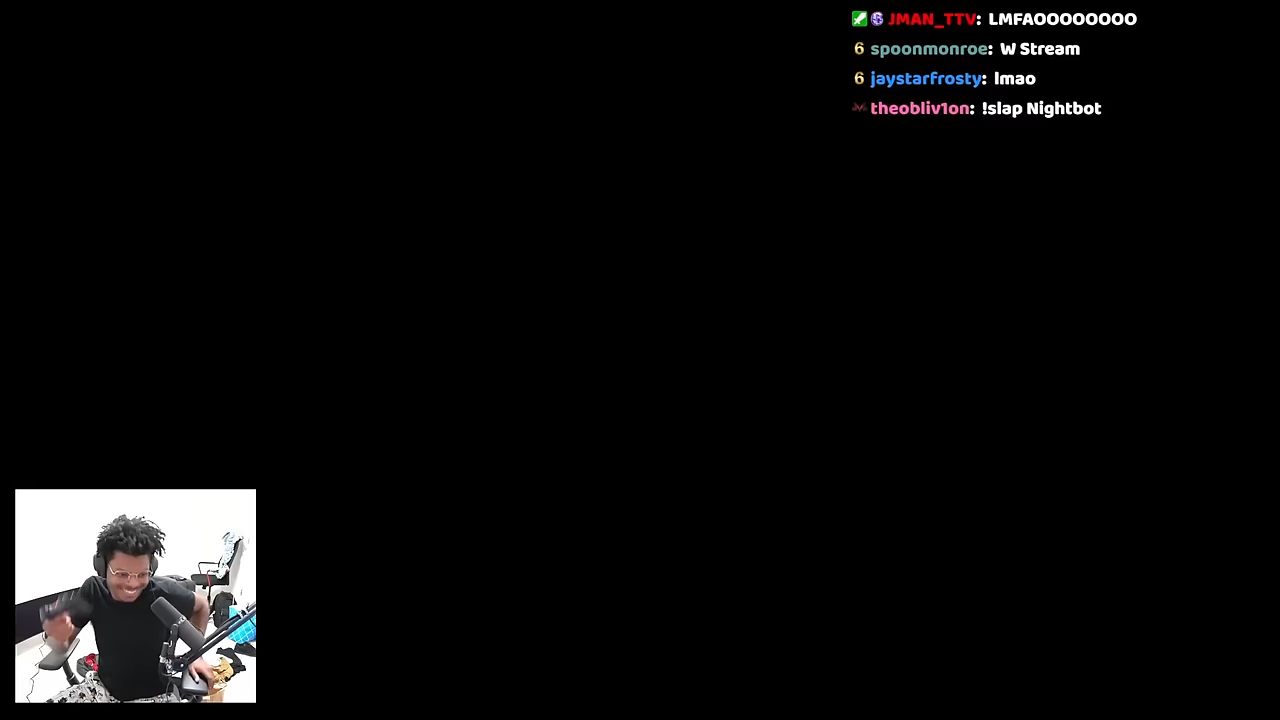 JMAN_TTV: LMFAOOOOOOOO
6 spoonmonroe: W Stream
6 jaystarfrosty: lmao
theobliv1on: !slap Nightbot